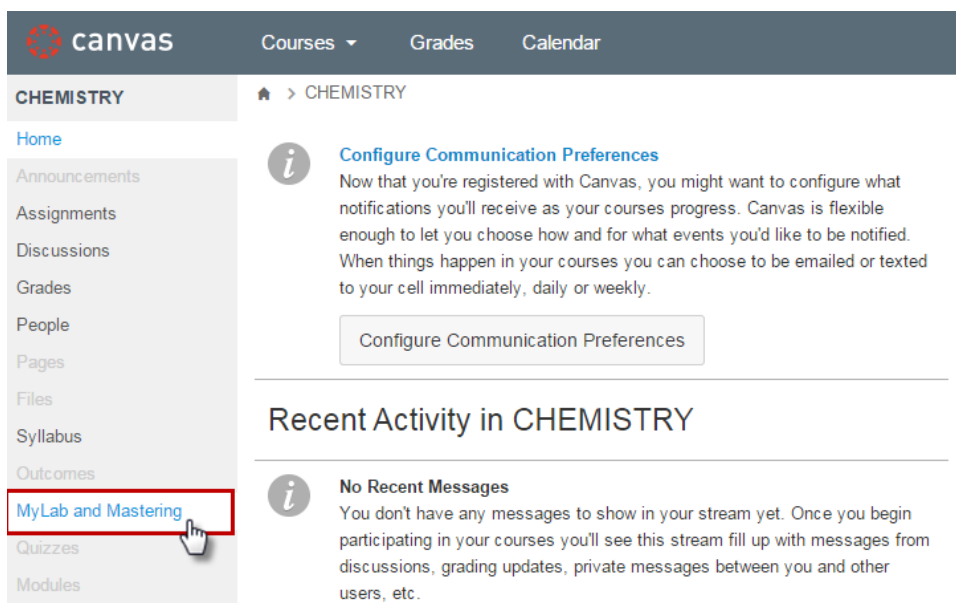 canvas
Courses
Grades
Calendar
CHEMISTRY
Home
Announcements
Assignments
Discussions
Grades
People
Pages
Files
Syllabus
Outcomes
MyLab and Mastering
Quizzes
Modules
> CHEMISTRY
Configure Communication Preferences
Now that you're registered with Canvas, you might want to configure what
notifications you'll receive as your courses progress. Canvas is flexible
enough to let you choose how and for what events you'd like to be notified.
When things happen in your courses you can choose to be emailed or texted
to your cell immediately, daily or weekly.
Configure Communication Preferences
Recent Activity in CHEMISTRY
No Recent Messages
You don't have any messages to show in your stream yet. Once you begin
participating in your courses you'll see this stream fill up with messages from
discussions, grading updates, private messages between you and other
users, etc.